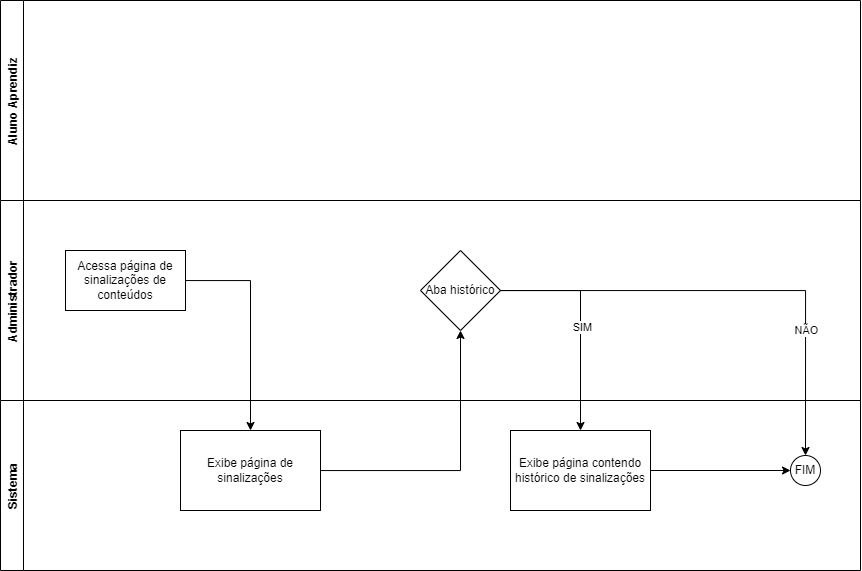 Aluno Aprendiz
Administrador
Acessa página de
sinalizações de
conteúdos
Aba histórico
SIM
NÃO
Sistema
Exibe página de
sinalizações
Exibe página contendo
histórico de sinalizações
FIM